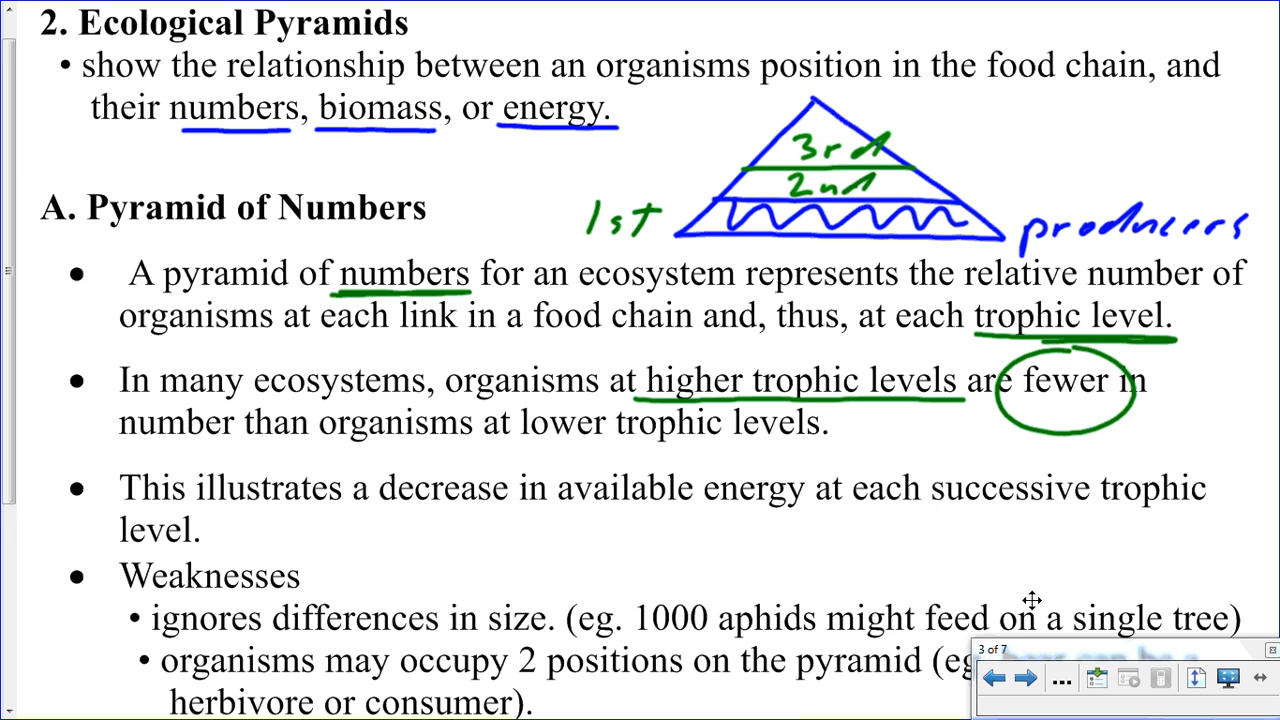 2. Ecological Pyramids
• show the relationship between an organisms position in the food chain, and
their numbers, biomass, or energy.
3rd
2nd
1st
producers
A. Pyramid of Numbers
• A pyramid of numbers for an ecosystem represents the relative number of
organisms at each link in a food chain and, thus, at each trophic level.
• In many ecosystems, organisms at higher trophic levels are fewer in
number than organisms at lower trophic levels.
• This illustrates a decrease in available energy at each successive trophic
level.
• Weaknesses
• ignores differences in size. (eg. 1000 aphids might feed on a single tree)
• organisms may occupy 2 positions on the pyramid (eg
herbivore or consumer).
3 of 7